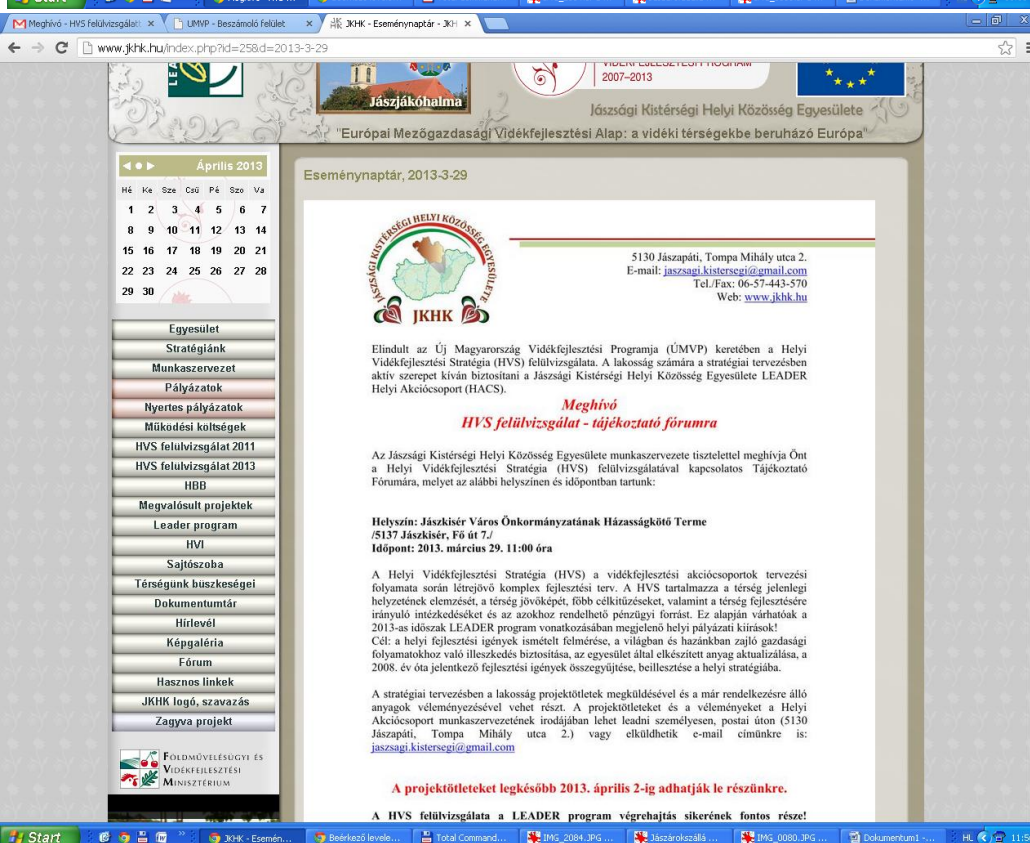 Meghívó - HVS felülvizsgálat
UMVP - Beszámoló felület
JKHK - Eseménynaptár - JKH
www.jkhk.hu/index.php?id=25&d=2013-3-29
Jászjákóhalma
VIDÉKFEJLESZTÉSI PROGRAM
2007–2013
Jászsági Kistérségi Helyi Közösség Egyesülete
"Európai Mezőgazdasági Vidékfejlesztési Alap: a vidéki térségekbe beruházó Európa"
Április 2013
Hé Ke Sze Csü Pé Szo Va
1 2 3 4 5 6 7
8 9 10 11 12 13 14
15 16 17 18 19 20 21
22 23 24 25 26 27 28
29 30
Egyesület
Stratégiánk
Munkaszervezet
Pályázatok
Nyertes pályázatok
Működési költségek
HVS felülvizsgálat 2011
HVS felülvizsgálat 2013
HBB
Megvalósult projektek
Leader program
HVI
Sajtószoba
Térségünk büszkeségei
Dokumentumtár
Hírlevél
Képgaléria
Fórum
Hasznos linkek
JKHK logó, szavazás
Zagyva projekt
Földművelésügyi és
Vidékfejlesztési
Minisztérium
Eseménynaptár, 2013-3-29
JÁSZSÁGI KISTÉRSÉGI HELYI KÖZÖSSÉG EGYESÜLETE
JKHK
5130 Jászapáti, Tompa Mihály utca 2.
E-mail: jaszsagi.kistersegi@gmail.com
Tel./Fax: 06-57-443-570
Web: www.jkhk.hu
Elindult az Új Magyarország Vidékfejlesztési Programja (ÚMVP) keretében a Helyi
Vidékfejlesztési Stratégia (HVS) felülvizsgálata. A lakosság számára a stratégiai tervezésben
aktív szerepet kíván biztosítani a Jászsági Kistérségi Helyi Közösség Egyesülete LEADER
Helyi Akciócsoport (HACS).
Meghívó
HVS felülvizsgálat - tájékoztató fórumra
Az Jászsági Kistérségi Helyi Közösség Egyesülete munkaszervezete tisztelettel meghívja Önt
a Helyi Vidékfejlesztési Stratégia (HVS) felülvizsgálatával kapcsolatos Tájékoztató
Fórumára, melyet az alábbi helyszínen és időpontban tartunk:
Helyszín: Jászkisér Város Önkormányzatának Házasságkötő Terme
/5137 Jászkisér, Fő út 7./
Időpont: 2013. március 29. 11:00 óra
A Helyi Vidékfejlesztési Stratégia (HVS) a vidékfejlesztési akciócsoportok tervezési
folyamata során létrejövő komplex fejlesztési terv. A HVS tartalmazza a térség jelenlegi
helyzetének elemzését, a térség jövőképét, főbb célkitűzéseket, valamint a térség fejlesztésére
irányuló intézkedéséket és az azokhoz rendelhető pénzügyi forrást. Ez alapján várhatóak a
2013-as időszak LEADER program vonatkozásában megjelenő helyi pályázati kiírások!
Cél: a helyi fejlesztési igények ismételt felmérése, a világban és hazánkban zajló gazdasági
folyamatokhoz való illeszkedés biztosítása, az egyesület által elkészített anyag aktualizálása, a
2008. év óta jelentkező fejlesztési igények összegyűjtése, beillesztése a helyi stratégiába.
A stratégiai tervezésben a lakosság projektötletek megküldésével és a már rendelkezésre álló
anyagok véleményezésével vehet részt. A projektötleteket és a véleményeket a Helyi
Akciócsoport munkaszervezetének irodájában lehet leadni személyesen, postai úton (5130
Jászapáti, Tompa Mihály utca 2.) vagy elküldhetik e-mail címünkre is:
jaszsagi.kistersegi@gmail.com
A projektötleteket legkésőbb 2013. április 2-ig adhatják le részünkre.
A HVS felülvizsgálata a LEADER program végrehajtás sikerének fontos része!
Start
JKHK - Esemén...
Beérkező levele...
Total Command...
IMG_2084.JPG ...
Jászárokszállá ...
IMG_0080.JPG ...
Dokumentum1 -...
HL